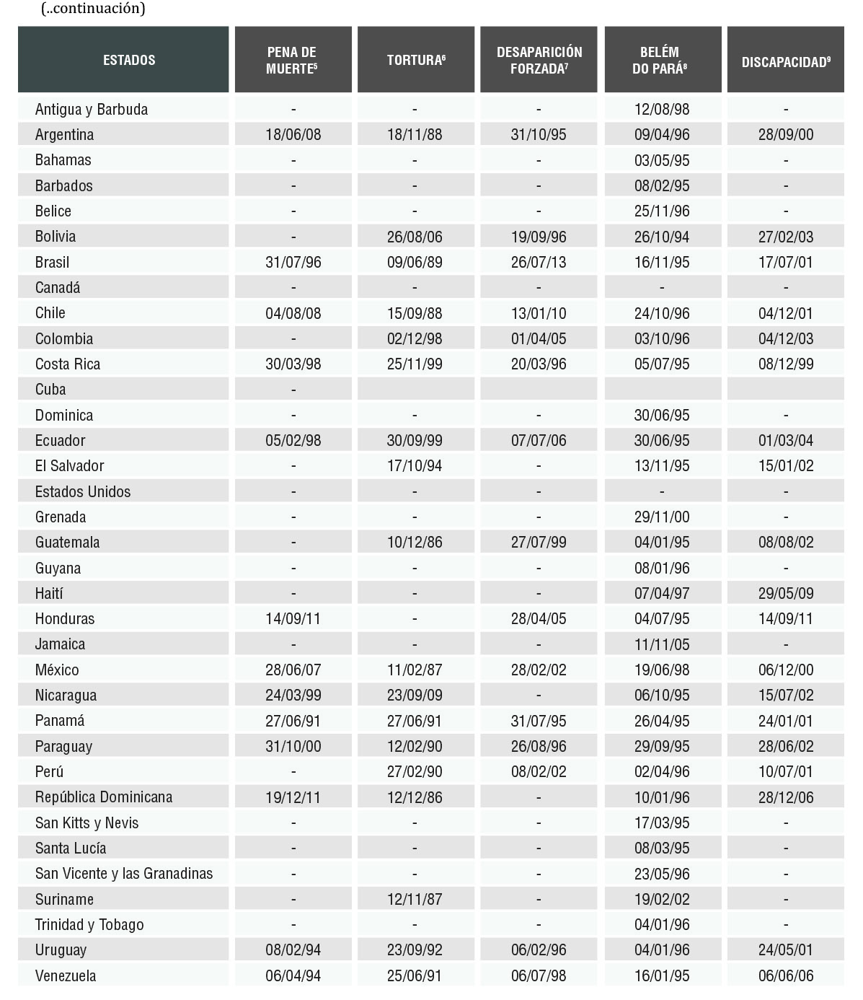 (..continuación)
ESTADOS PENA DE MUERTE⁵ TORTURA⁶ DESAPARICIÓN FORZADA⁷ BELÉM DO PARÁ⁸ DISCAPACIDAD⁹
Antigua y Barbuda - - - 12/08/98 -
Argentina 18/06/08 18/11/88 31/10/95 09/04/96 28/09/00
Bahamas - - - 03/05/95 -
Barbados - - - 08/02/95 -
Belice - - - 25/11/96 -
Bolivia - 26/08/06 19/09/96 26/10/94 27/02/03
Brasil 31/07/96 09/06/89 26/07/13 16/11/95 17/07/01
Canadá - - - - -
Chile 04/08/08 15/09/88 13/01/10 24/10/96 04/12/01
Colombia - 02/12/98 01/04/05 03/10/96 04/12/03
Costa Rica 30/03/98 25/11/99 20/03/96 05/07/95 08/12/99
Cuba -
Dominica - - - 30/06/95 -
Ecuador 05/02/98 30/09/99 07/07/06 30/06/95 01/03/04
El Salvador - 17/10/94 - 13/11/95 15/01/02
Estados Unidos - - - - -
Grenada - - - 29/11/00 -
Guatemala - 10/12/86 27/07/99 04/01/95 08/08/02
Guyana - - - 08/01/96 -
Haití - - - 07/04/97 29/05/09
Honduras 14/09/11 - 28/04/05 04/07/95 14/09/11
Jamaica - - - 11/11/05 -
México 28/06/07 11/02/87 28/02/02 19/06/98 06/12/00
Nicaragua 24/03/99 23/09/09 - 06/10/95 15/07/02
Panamá 27/06/91 27/06/91 31/07/95 26/04/95 24/01/01
Paraguay 31/10/00 12/02/90 26/08/96 29/09/95 28/06/02
Perú - 27/02/90 08/02/02 02/04/96 10/07/01
República Dominicana 19/12/11 12/12/86 - 10/01/96 28/12/06
San Kitts y Nevis - - - 17/03/95 -
Santa Lucía - - - 08/03/95 -
San Vicente y las Granadinas - - - 23/05/96 -
Suriname - 12/11/87 - 19/02/02 -
Trinidad y Tobago - - - 04/01/96 -
Uruguay 08/02/94 23/09/92 06/02/96 04/01/96 24/05/01
Venezuela 06/04/94 25/06/91 06/07/98 16/01/95 06/06/06